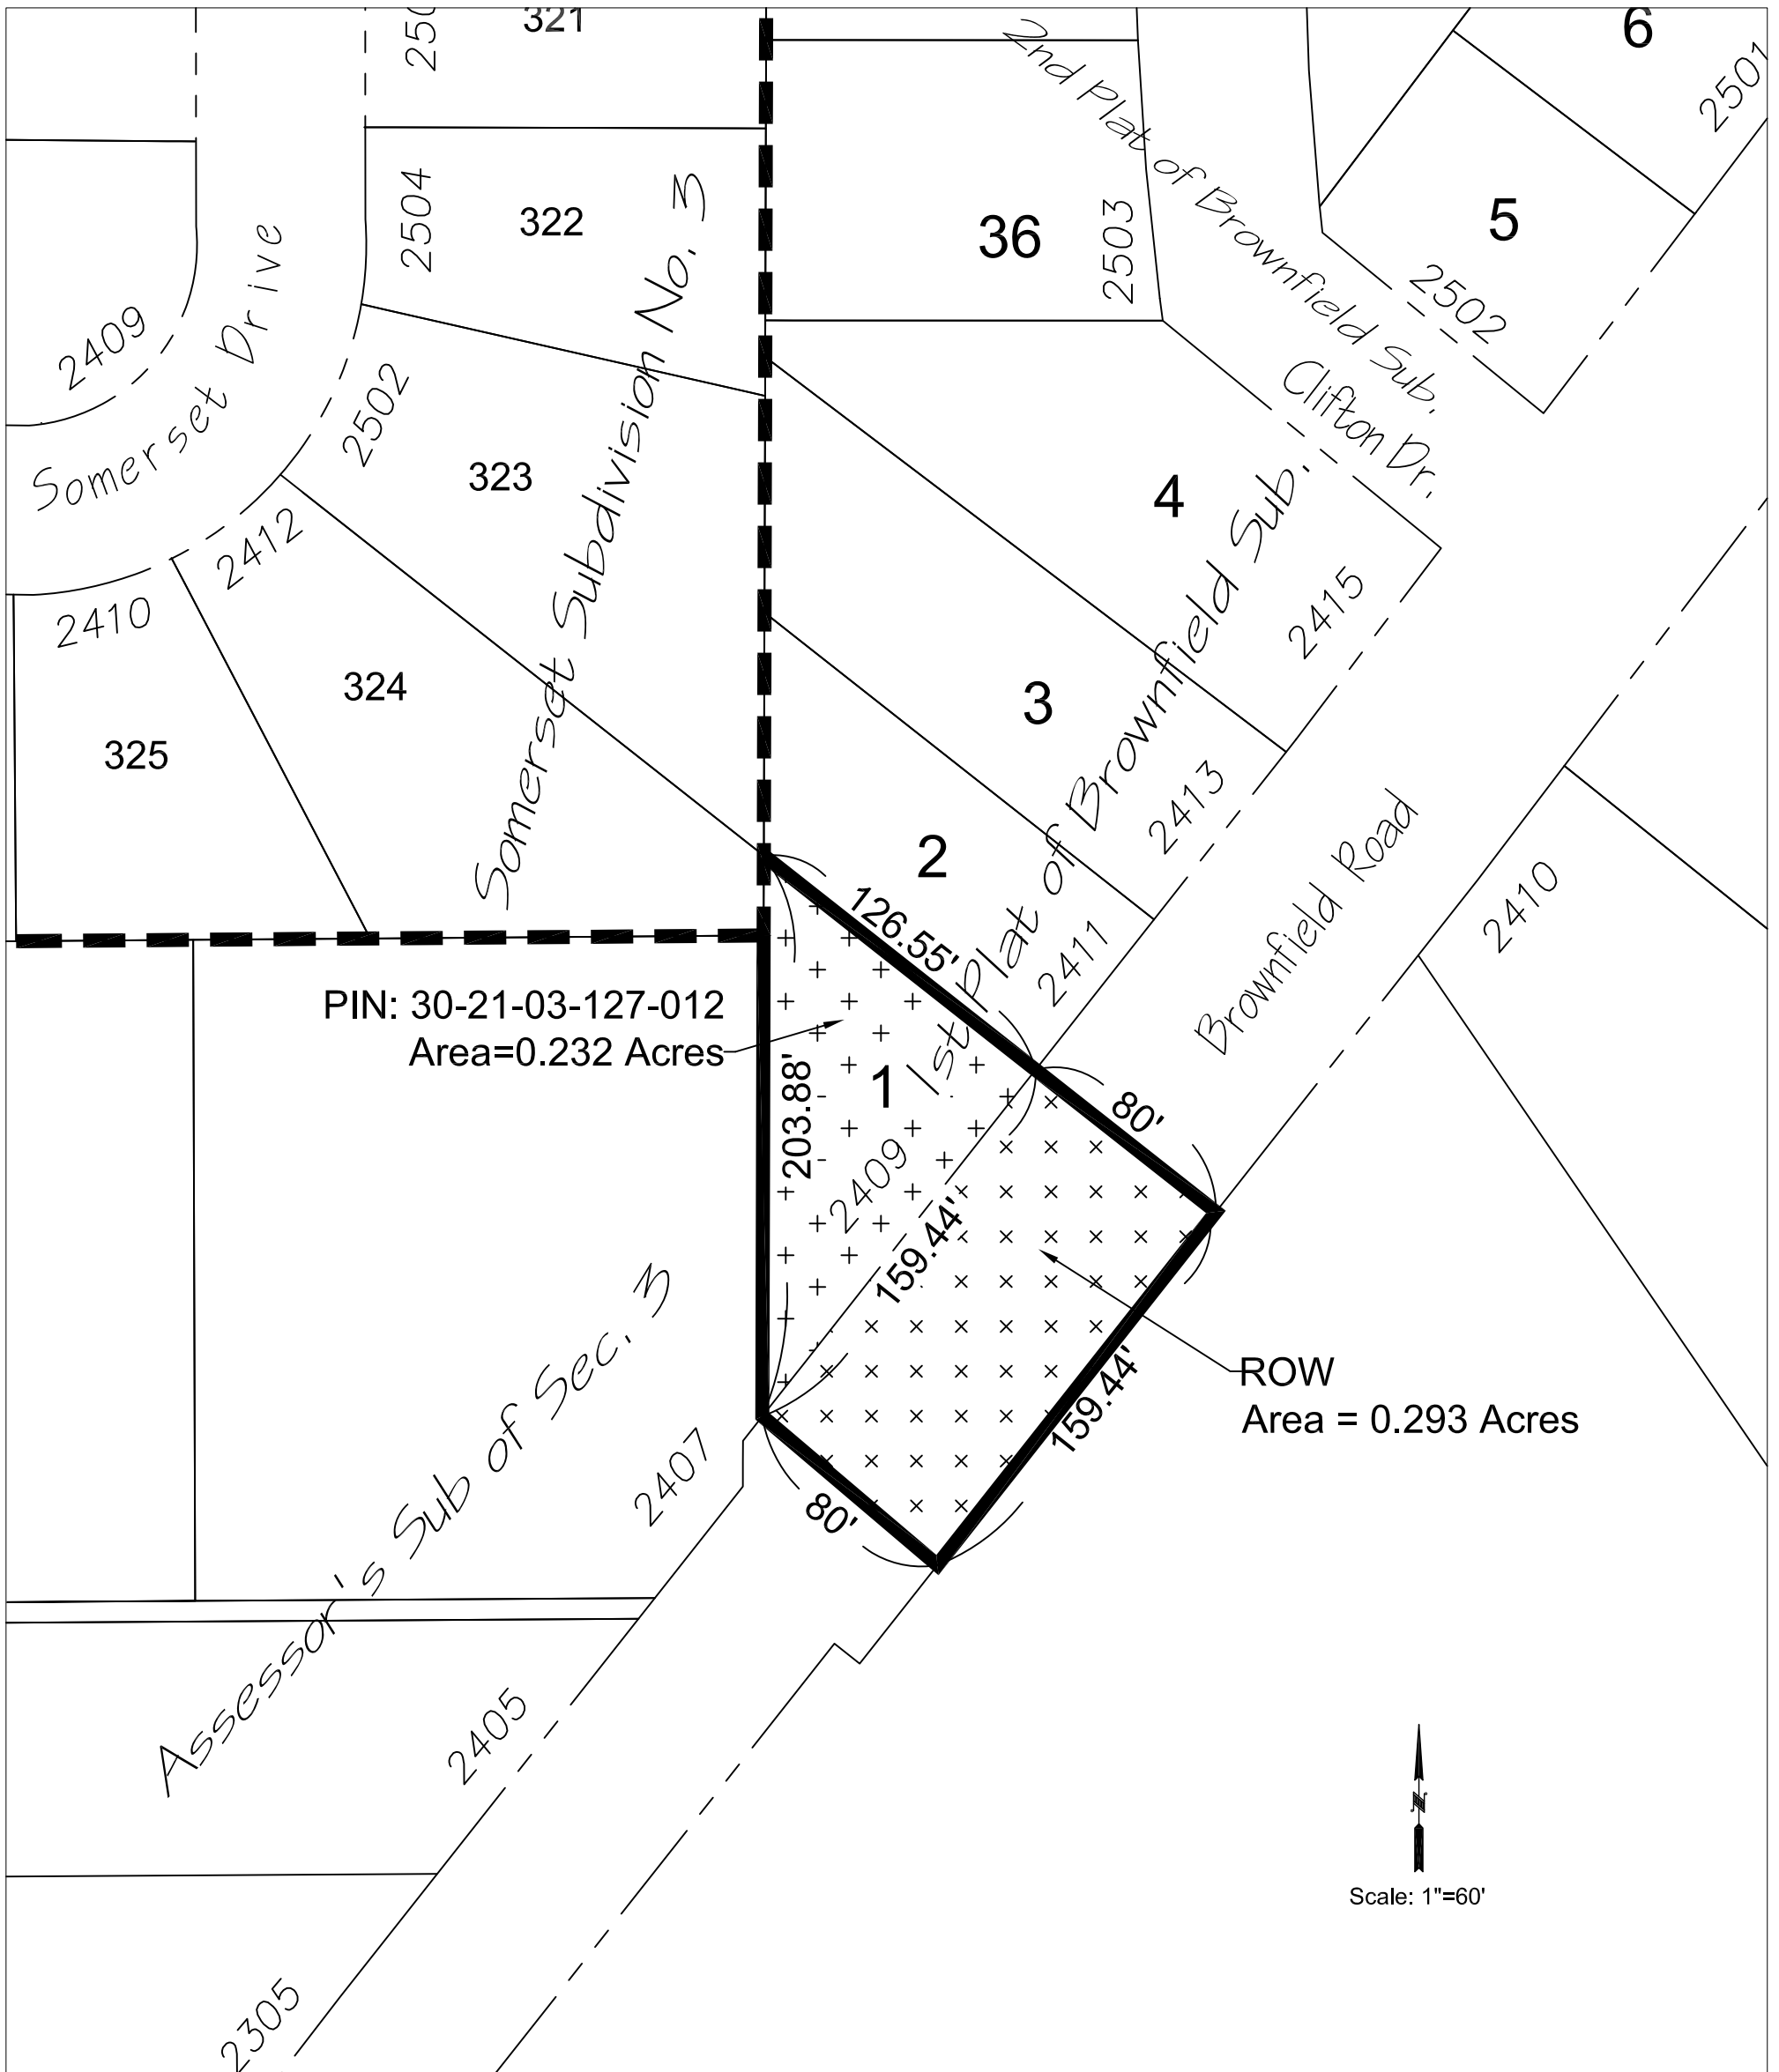 321
250
6
2501
2nd Plat of Brownfield Sub.
2504
322
36
2503
5
2502
2409
Somerset Drive
2502
323
Somerset Subdivision No. 3
Clifton Dr.
4
2412
2410
2415
324
325
3
1st Plat of Brownfield Sub.
2413
2
126.55'
2411
Brownfield Road
2410
PIN: 30-21-03-127-012
Area=0.232 Acres
203.88'
1
80'
2409
159.44'
ROW
Area = 0.293 Acres
159.44'
Assessor's Sub of Sec. 3
2407
80'
2405
N
Scale: 1"=60'
2305